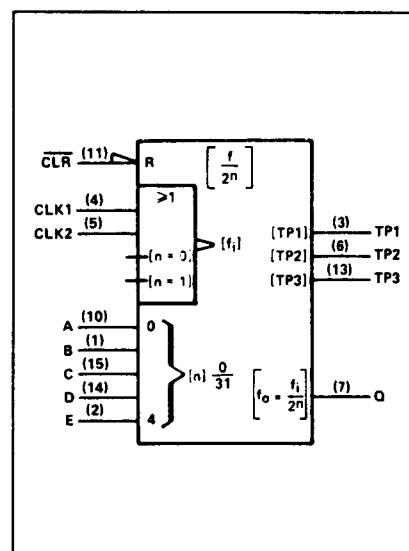 [f/2ⁿ]
CLR (11) R
≥1
CLK1 (4)
CLK2 (5)
[fi]
[n = 0]
[n = 1]
[TP1] (3) TP1
[TP2] (6) TP2
[TP3] (13) TP3
A (10) 0
B (1)
C (15)
D (14)
E (2) 4
[n] 0/31
[fo = fi/2ⁿ] (7) Q